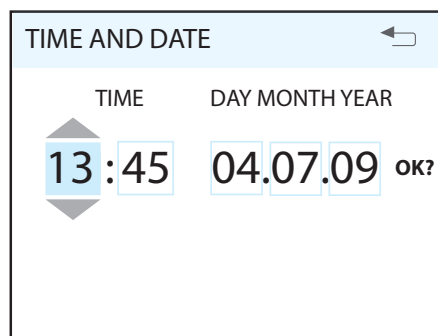 TIME AND DATE
TIME DAY MONTH YEAR
13 : 45 04.07.09 OK?